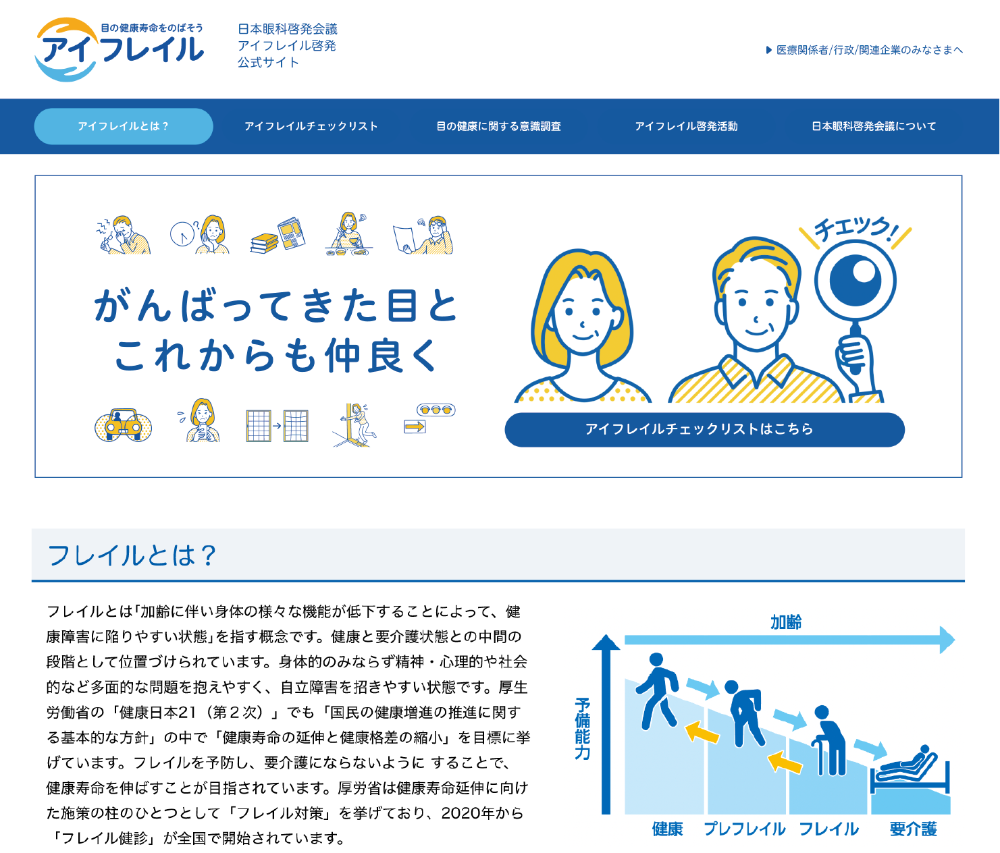 目の健康寿命をのばそう
アイフレイル
日本眼科啓発会議
アイフレイル啓発
公式サイト
医療関係者/行政/関連企業のみなさまへ
アイフレイルとは？
アイフレイルチェックリスト
目の健康に関する意識調査
アイフレイル啓発活動
日本眼科啓発会議について
がんばってきた目と
これからも仲良く
チェック!
アイフレイルチェックリストはこちら
フレイルとは？
フレイルとは｢加齢に伴い身体の様々な機能が低下することによって、健
康障害に陥りやすい状態｣を指す概念です。健康と要介護状態との中間の
段階として位置づけられています。身体的のみならず精神・心理的や社会
的など多面的な問題を抱えやすく、自立障害を招きやすい状態です。厚生
労働省の「健康日本21（第２次）」でも「国民の健康増進の推進に関す
る基本的な方針」の中で「健康寿命の延伸と健康格差の縮小」を目標に挙
げています。フレイルを予防し、要介護にならないように することで、
健康寿命を伸ばすことが目指されています。厚労省は健康寿命延伸に向け
た施策の柱のひとつとして「フレイル対策」を挙げており、2020年から
「フレイル健診」が全国で開始されています。
加齢
予備能力
健康
プレフレイル
フレイル
要介護